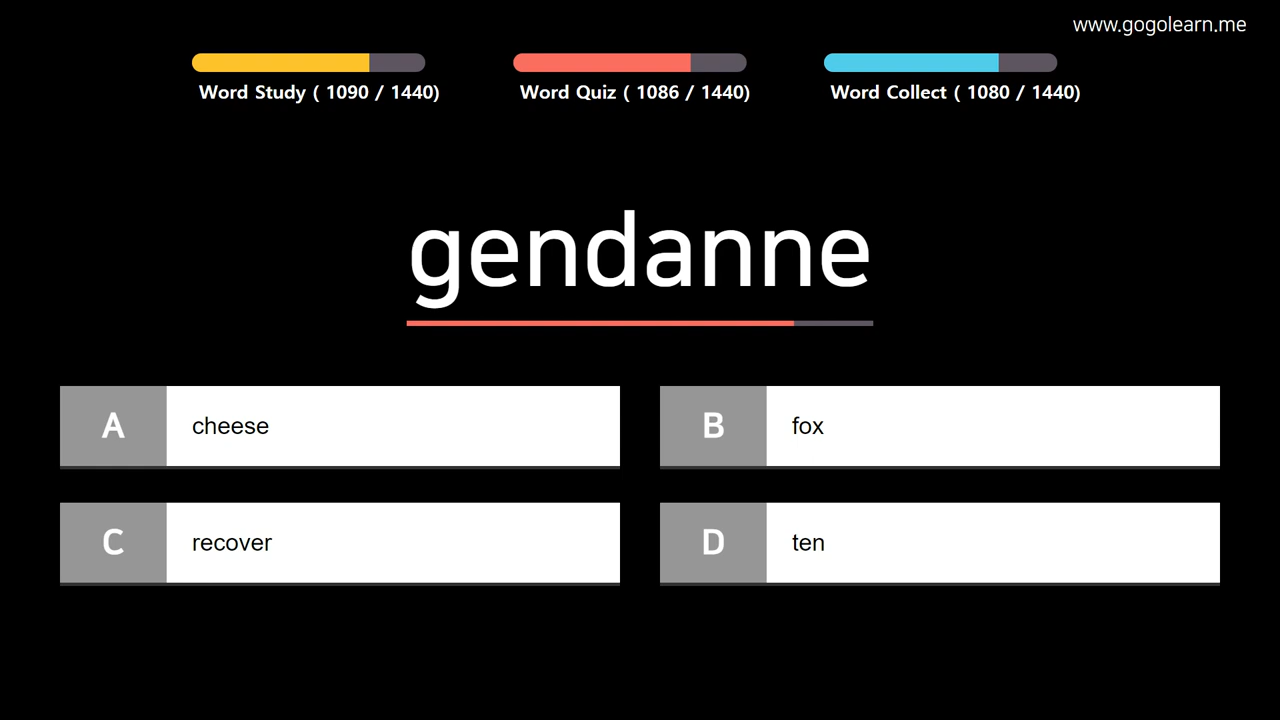 www.gogolearn.me
Word Study ( 1090 / 1440)
Word Quiz ( 1086 / 1440)
Word Collect ( 1080 / 1440)
gendanne
A cheese
B fox
C recover
D ten